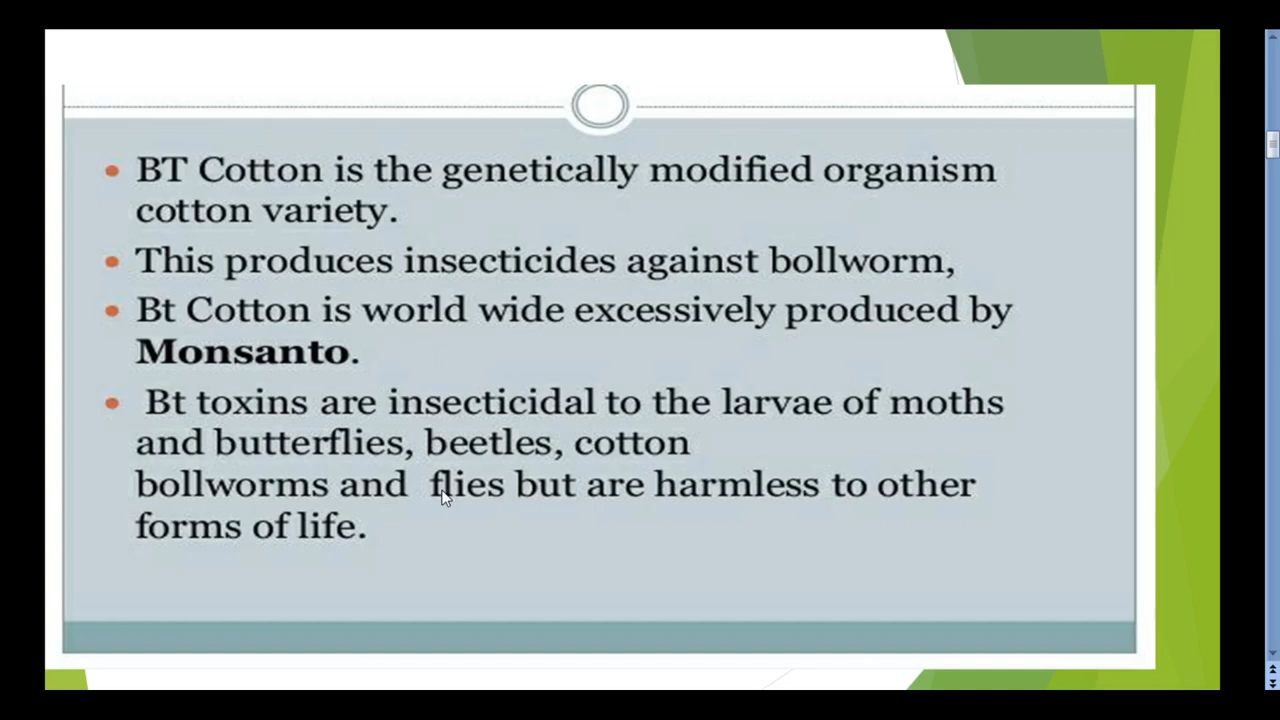 BT Cotton is the genetically modified organism
cotton variety.
This produces insecticides against bollworm,
Bt Cotton is world wide excessively produced by
Monsanto.
Bt toxins are insecticidal to the larvae of moths
and butterflies, beetles, cotton
bollworms and flies but are harmless to other
forms of life.